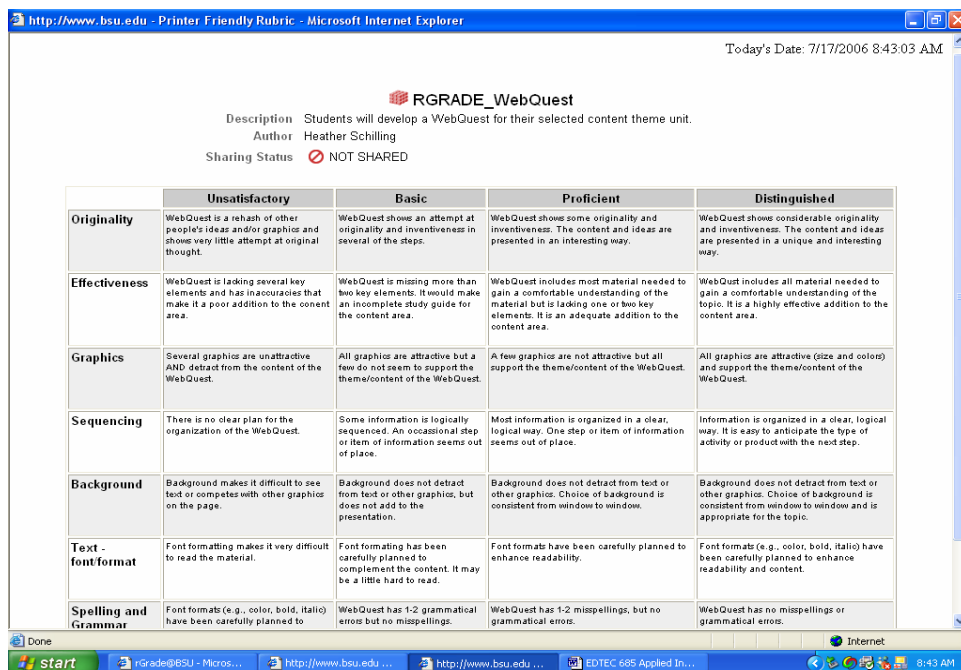 http://www.bsu.edu - Printer Friendly Rubric - Microsoft Internet Explorer
Today's Date: 7/17/2006 8:43:03 AM
RGRADE_WebQuest
Description Students will develop a WebQuest for their selected content theme unit.
Author Heather Schilling
Sharing Status NOT SHARED
Unsatisfactory Basic Proficient Distinguished
Originality
WebQuest is a rehash of other
people's ideas and/or graphics and
shows very little attempt at original
thought.
WebQuest shows an attempt at
originality and inventiveness in
several of the steps.
WebQuest shows some originality and
inventiveness. The content and ideas are
presented in an interesting way.
WebQuest shows considerable originality
and inventiveness. The content and ideas
are presented in a unique and interesting
way.
Effectiveness
WebQuest is lacking several key
elements and has inaccuracies that
make it a poor addition to the conent
area.
WebQuest is missing more than
two key elements. It would make
an incomplete study guide for
the content area.
WebQuest includes most material needed to
gain a comfortable understanding of the
material but is lacking one or two key
elements. It is an adequate addition to the
content area.
WebQust includes all material needed to
gain a comfortable understanding of the
topic. It is a highly effective addition to the
content area.
Graphics
Several graphics are unattractive
AND detract from the content of the
WebQuest.
All graphics are attractive but a
few do not seem to support the
theme/content of the WebQuest.
A few graphics are not attractive but all
support the theme/content of the WebQuest.
All graphics are attractive (size and colors)
and support the theme/content of the
WebQuest.
Sequencing
There is no clear plan for the
organization of the WebQuest.
Some information is logically
sequenced. An occassional step
or item of information seems out
of place.
Most information is organized in a clear,
logical way. One step or item of information
seems out of place.
Information is organized in a clear, logical
way. It is easy to anticipate the type of
activity or product with the next step.
Background
Background makes it difficult to see
text or competes with other graphics
on the page.
Background does not detract
from text or other graphics, but
does not add to the
presentation.
Background does not detract from text or
other graphics. Choice of background is
consistent from window to window.
Background does not detract from text or
other graphics. Choice of background is
consistent from window to window and is
appropriate for the topic.
Text -
font/format
Font formatting makes it very difficult
to read the material.
Font formating has been
carefully planned to
complement the content. It may
be a little hard to read.
Font formats have been carefully planned to
enhance readability.
Font formats (e.g., color, bold, italic) have
been carefully planned to enhance
readability and content.
Spelling and
Grammar
Font formats (e.g., color, bold, italic)
have been carefully planned to
WebQuest has 1-2 grammatical
errors but no misspellings.
WebQuest has 1-2 misspellings, but no
grammatical errors.
WebQuest has no misspellings or
grammatical errors.
Done Internet
start rGrade@BSU - Micros... http://www.bsu.edu ... http://www.bsu.edu ... EDTEC 685 Applied In... 8:43 AM